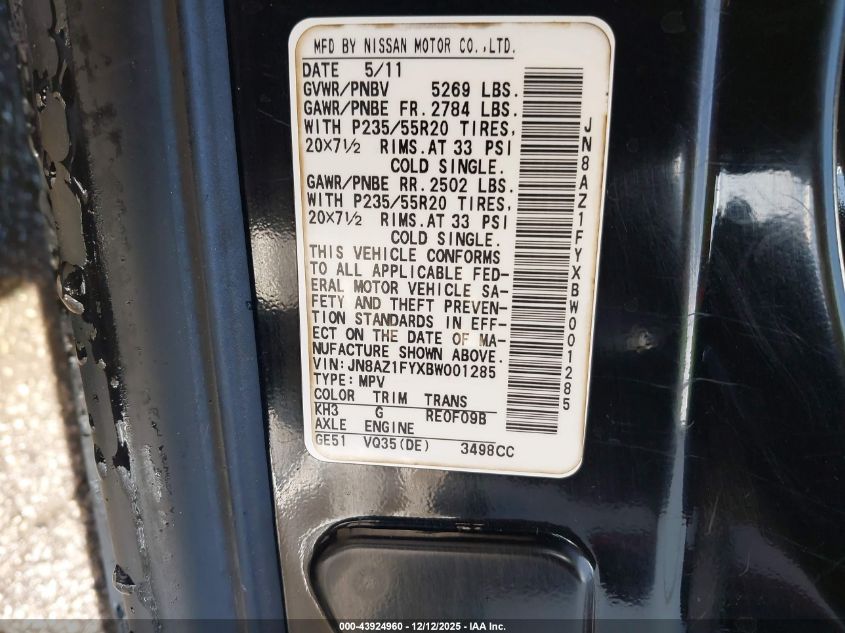 MFD BY NISSAN MOTOR CO.,LTD.
DATE 5/11
GVWR/PNBV 5269 LBS.
GAWR/PNBE FR. 2784 LBS.
WITH P235/55R20 TIRES,
20X7½ RIMS. AT 33 PSI
COLD SINGLE.
GAWR/PNBE RR. 2502 LBS.
WITH P235/55R20 TIRES,
20X7½ RIMS. AT 33 PSI
COLD SINGLE.
THIS VEHICLE CONFORMS
TO ALL APPLICABLE FED-
ERAL MOTOR VEHICLE SA-
FETY AND THEFT PREVEN-
TION STANDARDS IN EFF-
ECT ON THE DATE OF MA-
NUFACTURE SHOWN ABOVE.
VIN:JN8AZ1FYXBW001285
TYPE: MPV
COLOR TRIM TRANS
KH3 G RE0F09B
AXLE ENGINE
GE51 VQ35(DE) 3498CC
JN8AZ1FYXBW001285
000-43924960 - 12/12/2025 - IAA Inc.